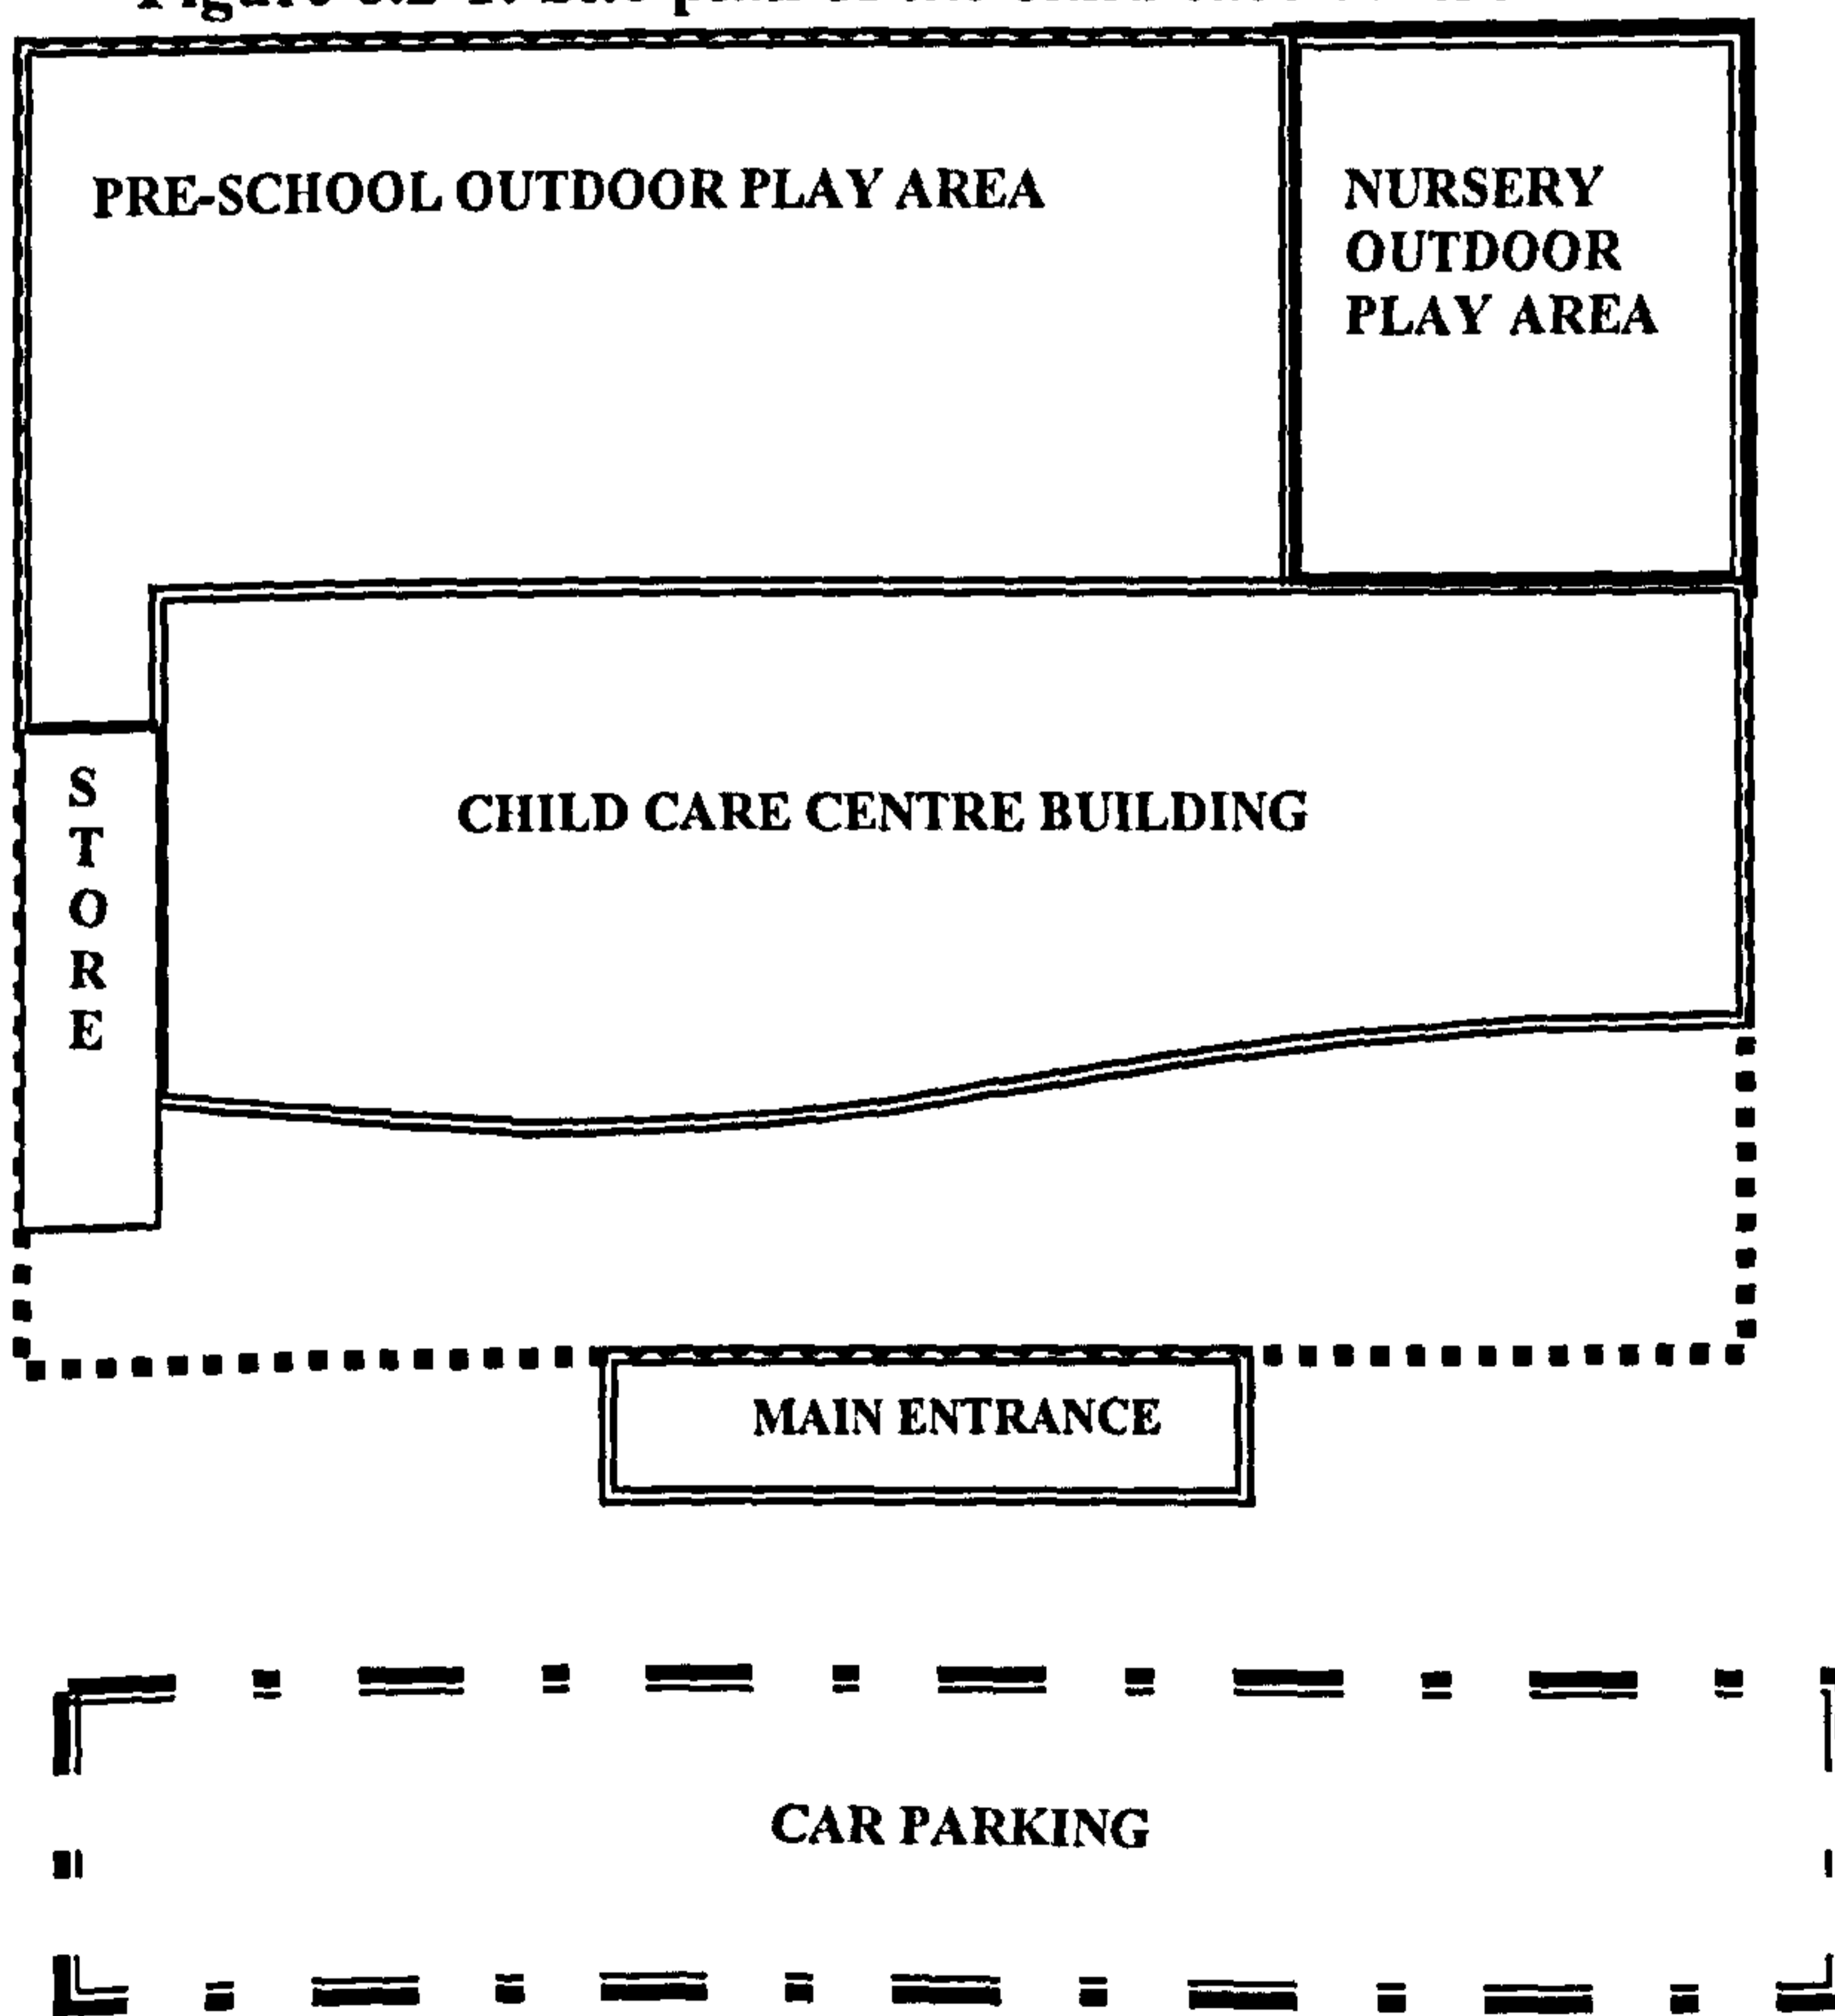 PRE-SCHOOL OUTDOOR PLAY AREA
NURSERY
OUTDOOR
PLAY AREA
S
T
O
R
E
CHILD CARE CENTRE BUILDING
MAIN ENTRANCE
CAR PARKING